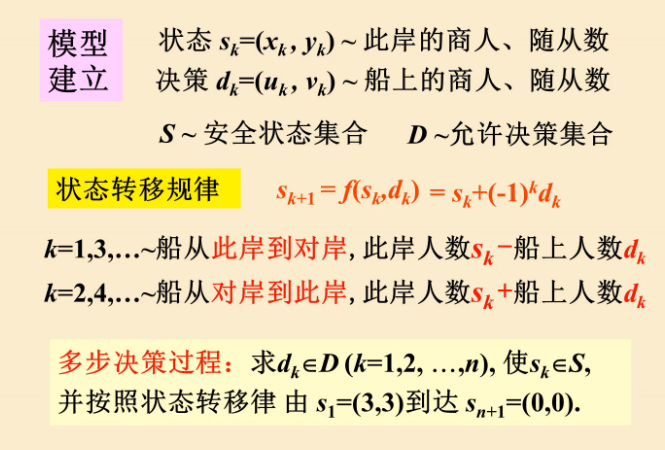 模型
建立
状态 sₖ=(xₖ , yₖ) ~ 此岸的商人、随从数
决策 dₖ=(uₖ , vₖ) ~ 船上的商人、随从数
S ~ 安全状态集合 D ~允许决策集合
状态转移规律 sₖ₊₁ = f(sₖ,dₖ) = sₖ+(-1)ᵏdₖ
k=1,3,…~船从此岸到对岸, 此岸人数sₖ−船上人数dₖ
k=2,4,…~船从对岸到此岸, 此岸人数sₖ+船上人数dₖ
多步决策过程：求dₖ∈D (k=1,2, …,n), 使sₖ∈S,
并按照状态转移律 由 s₁=(3,3)到达 sₙ₊₁=(0,0).